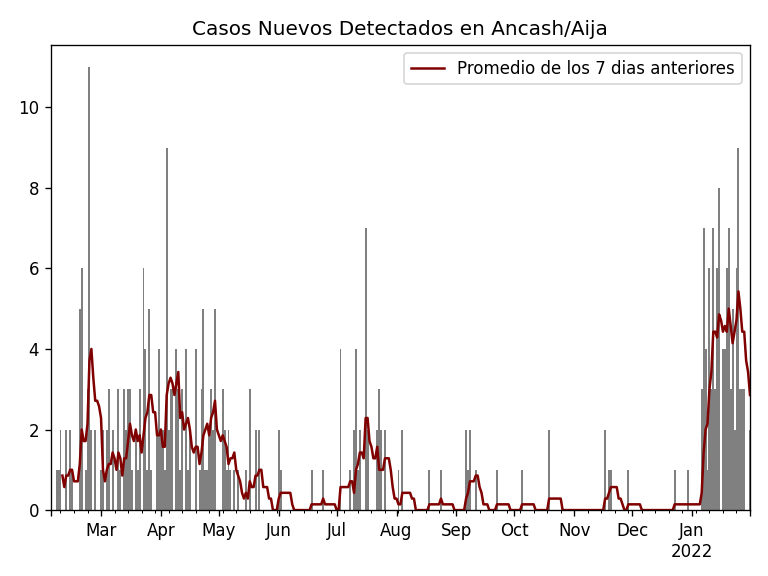 Casos Nuevos Detectados en Ancash/Aija
Promedio de los 7 dias anteriores
10
8
6
4
2
0
Mar Apr May Jun Jul Aug Sep Oct Nov Dec Jan
2022